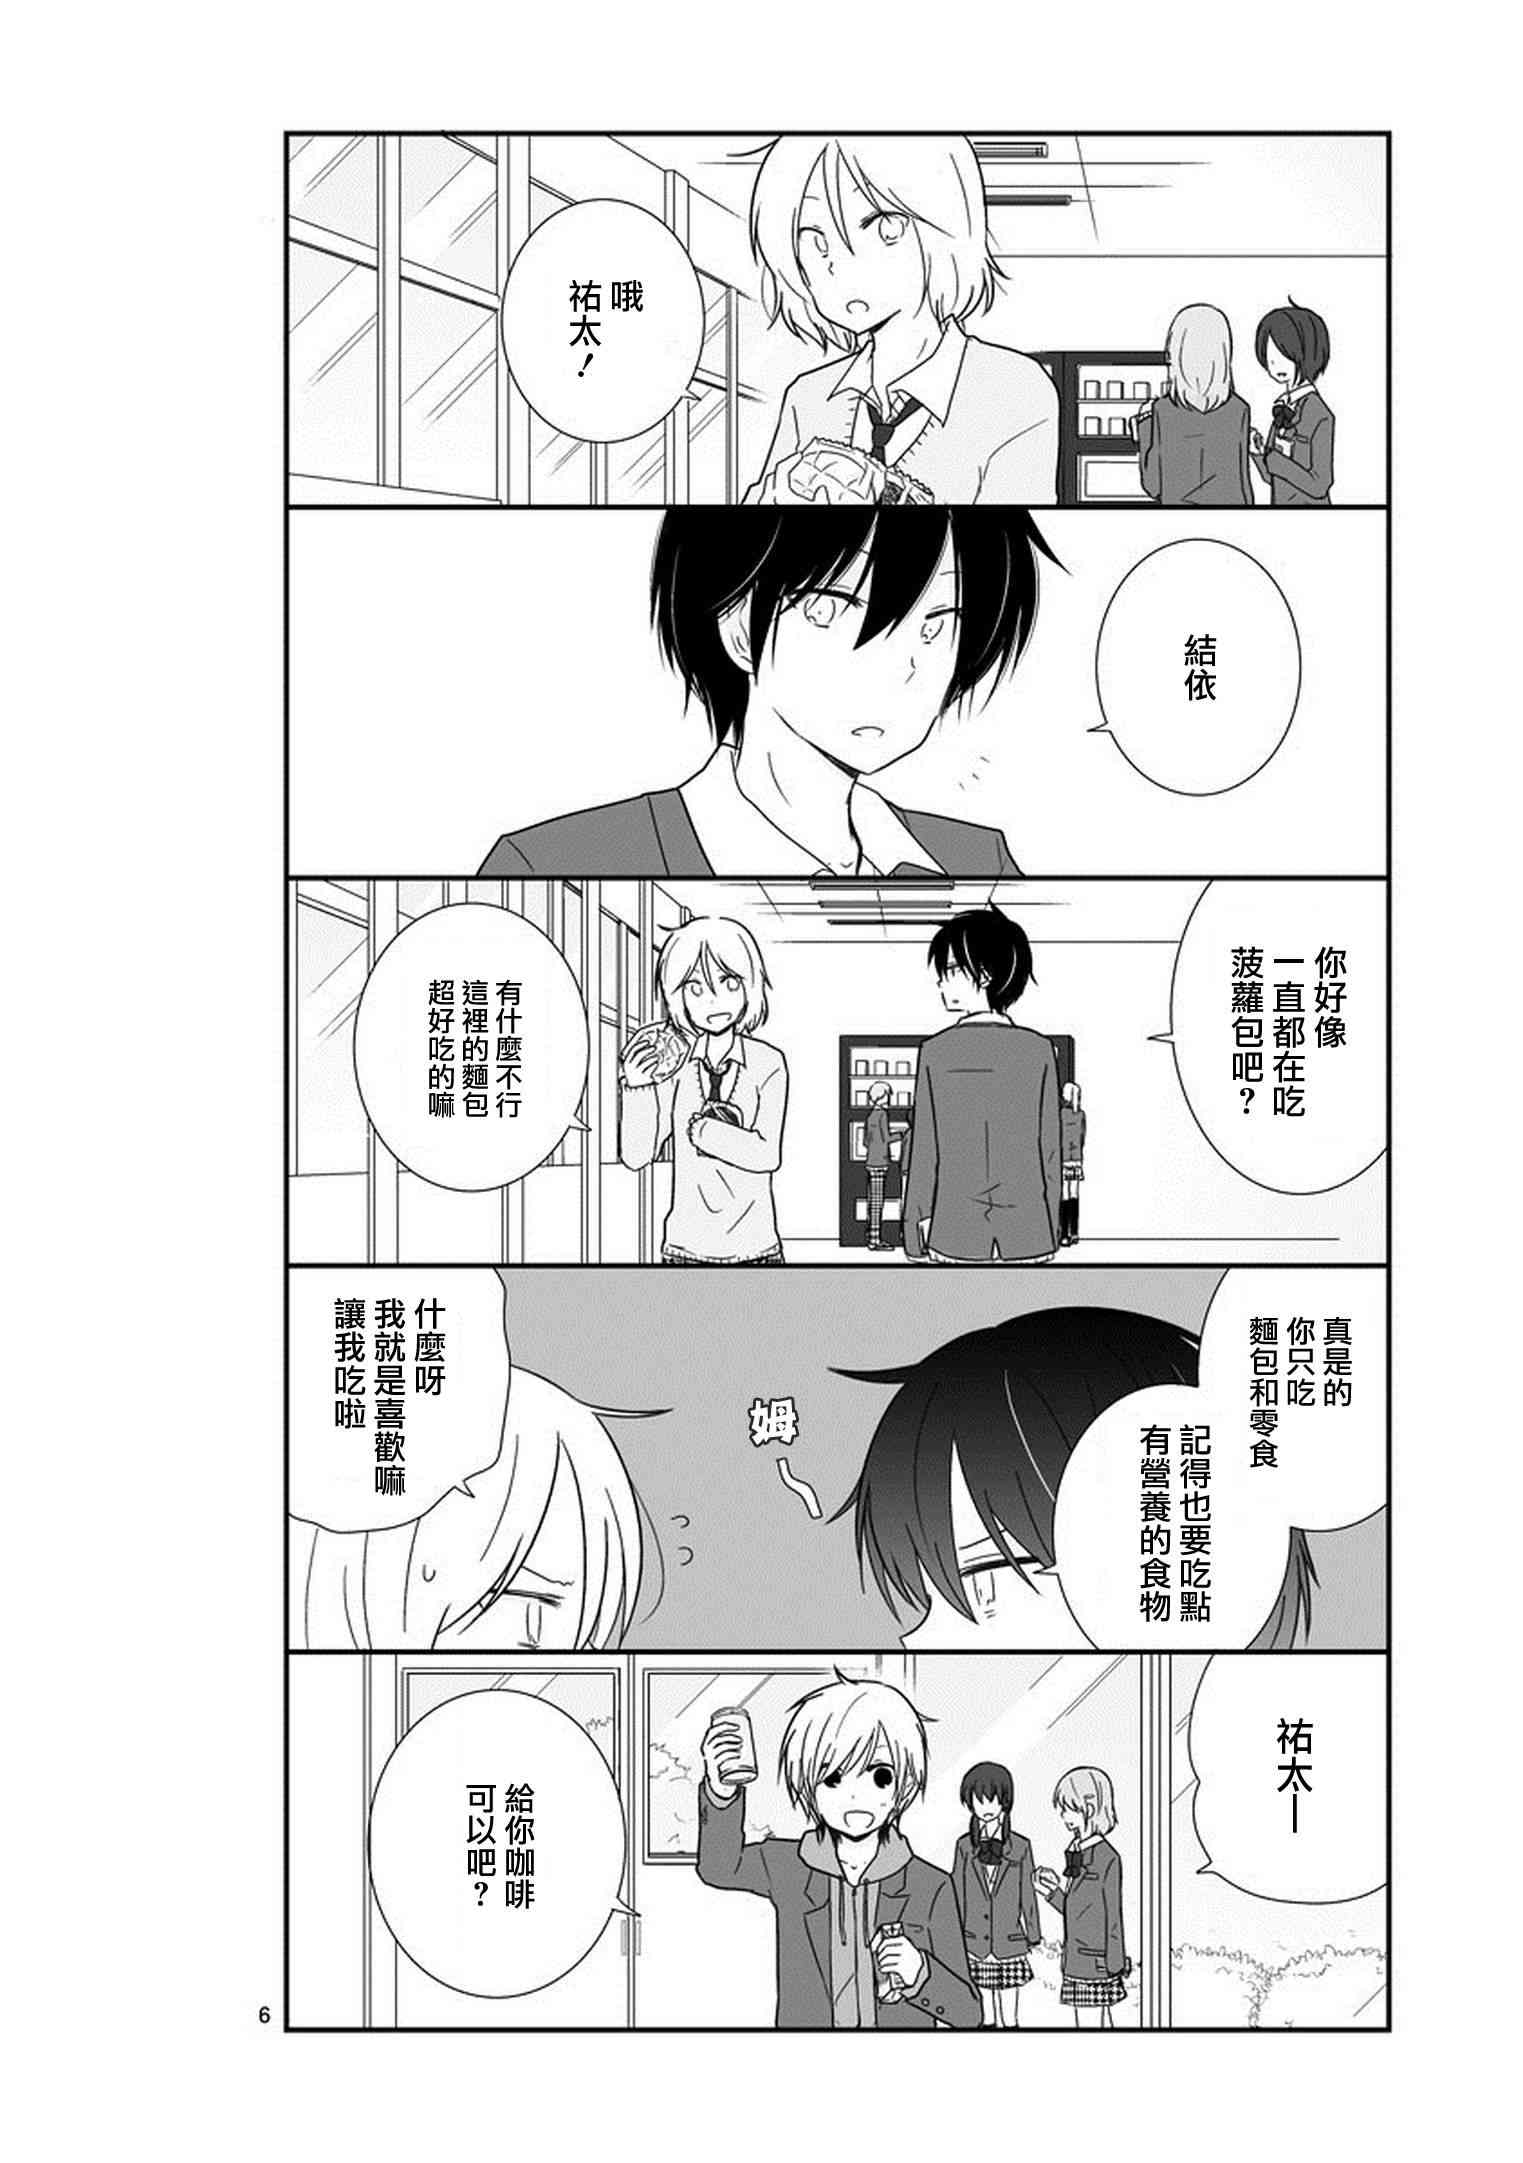 哦
祐太！
結依
你好像
一直都在吃
菠蘿包吧？
有什麼不行
這裡的麵包
超好吃的嘛
真是的
你只吃
麵包和零食
記得也要吃點
有營養的食物
姆～
什麼呀
我就是喜歡嘛
讓我吃啦
祐太—
給你咖啡
可以吧？
6